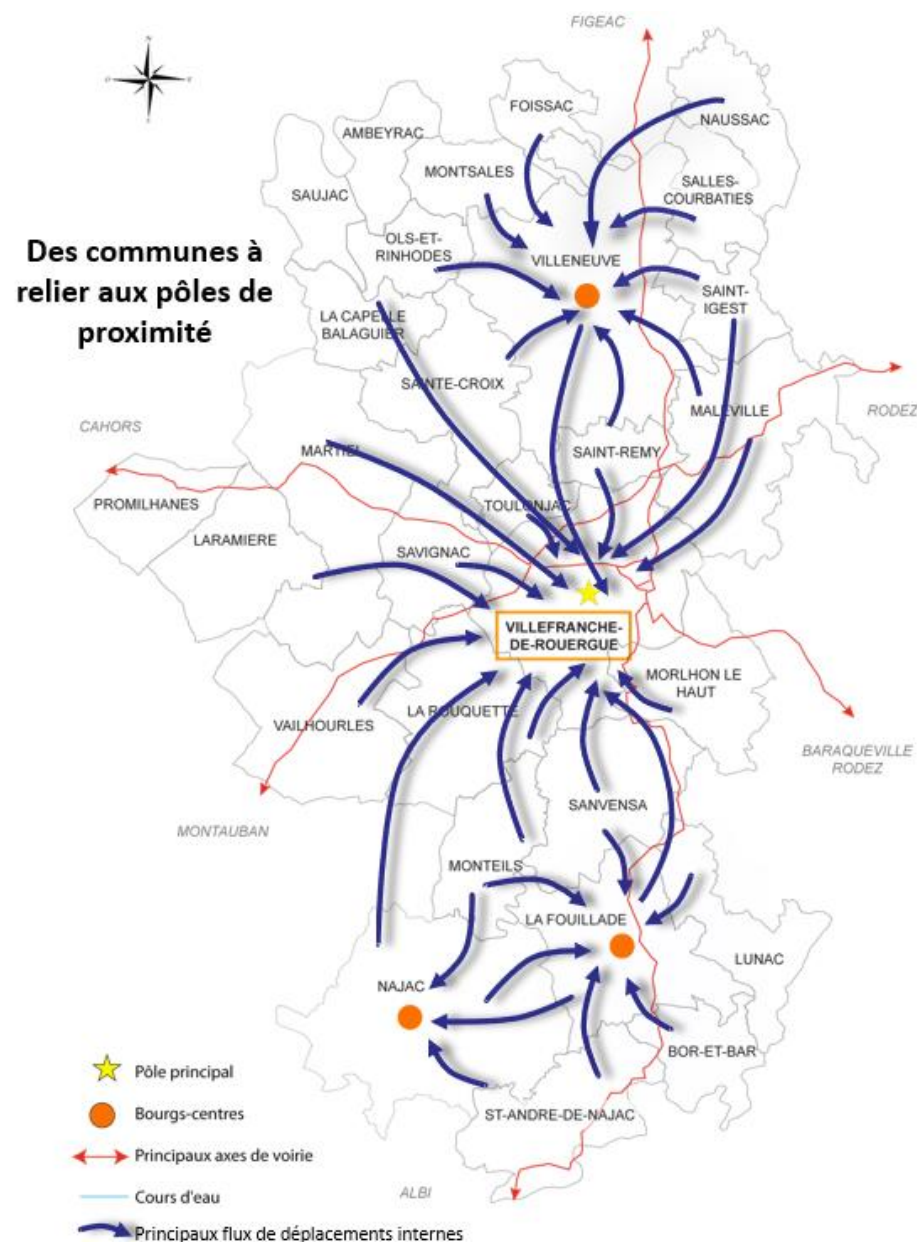 FIGEAC
N
O
E
S
FOISSAC
NAUSSAC
AMBEYRAC
MONTSALES
SALLES-
COURBATIES
SAUJAC
Des communes à
relier aux pôles de
proximité
OLS-ET-
RINHODES
VILLENEUVE
SAINT-
IGEST
LA CAPELLE
BALAGUIER
SAINTE-CROIX
MALEVILLE
RODEZ
CAHORS
MARTIEL
SAINT-REMY
PROMILHANES
TOULONJAC
LARAMIERE
SAVIGNAC
VILLEFRANCHE-
DE-ROUERGUE
MORLHON LE
HAUT
LA ROUQUETTE
VAILHOURLES
BARAQUEVILLE
RODEZ
SANVENSA
MONTAUBAN
MONTEILS
LA FOUILLADE
LUNAC
NAJAC
BOR-ET-BAR
ST-ANDRE-DE-NAJAC
ALBI
Pôle principal
Bourgs-centres
Principaux axes de voirie
Cours d'eau
Principaux flux de déplacements internes